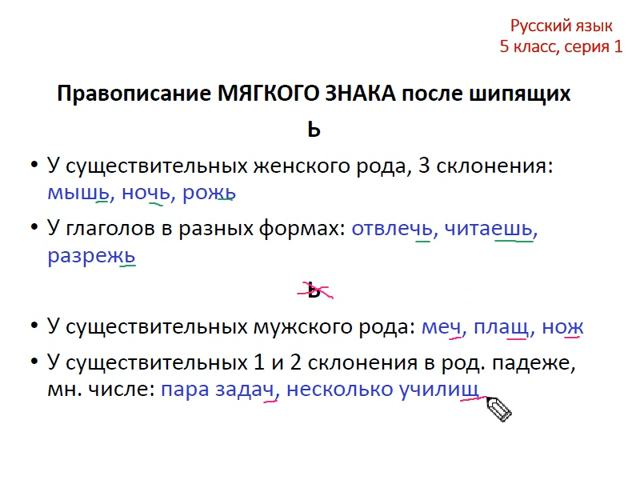 Русский язык
5 класс, серия 1
Правописание МЯГКОГО ЗНАКА после шипящих
Ь
• У существительных женского рода, 3 склонения:
мышь, ночь, рожь
• У глаголов в разных формах: отвлечь, читаешь,
разрежь
Ь
• У существительных мужского рода: меч, плащ, нож
• У существительных 1 и 2 склонения в род. падеже,
мн. числе: пара задач, несколько училищ